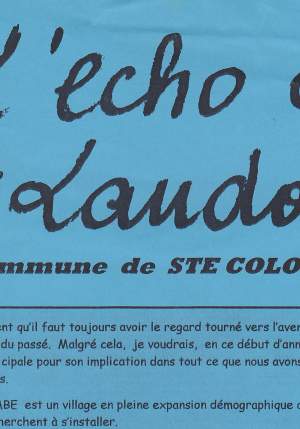 L'echo d
Laudo
mmune de STE COLO
ent qu'il faut toujours avoir le regard tourné vers l'aven
du passé. Malgré cela, je voudrais, en ce début d'ann
cipale pour son implication dans tout ce que nous avons
s.
ABE est un village en pleine expansion démographique
herchent à s'installer.